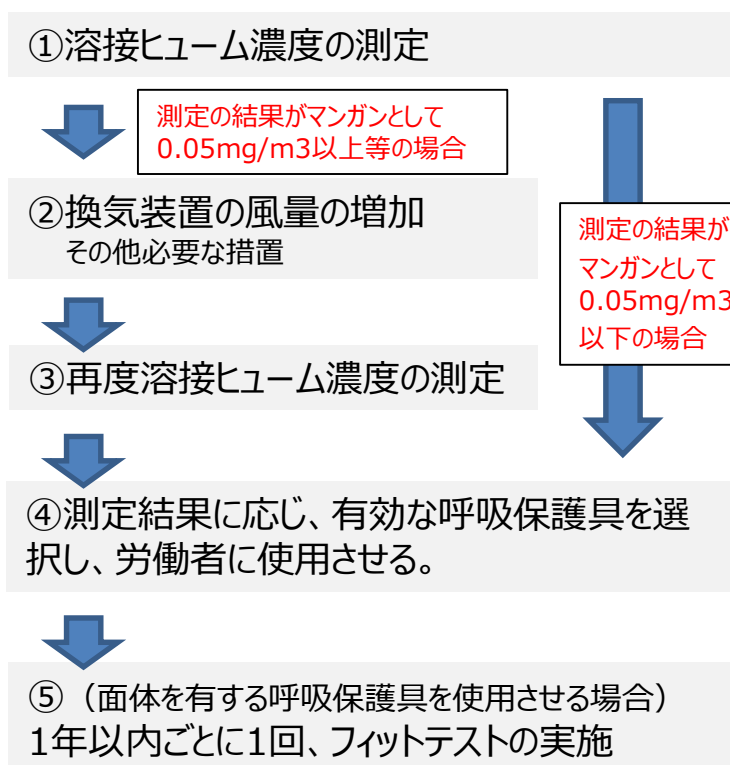 ①溶接ヒューム濃度の測定
測定の結果がマンガンとして
0.05mg/m3以上等の場合
②換気装置の風量の増加
その他必要な措置
測定の結果が
マンガンとして
0.05mg/m3
以下の場合
③再度溶接ヒューム濃度の測定
④測定結果に応じ、有効な呼吸保護具を選
択し、労働者に使用させる。
⑤（面体を有する呼吸保護具を使用させる場合）
1年以内ごとに1回、フィットテストの実施